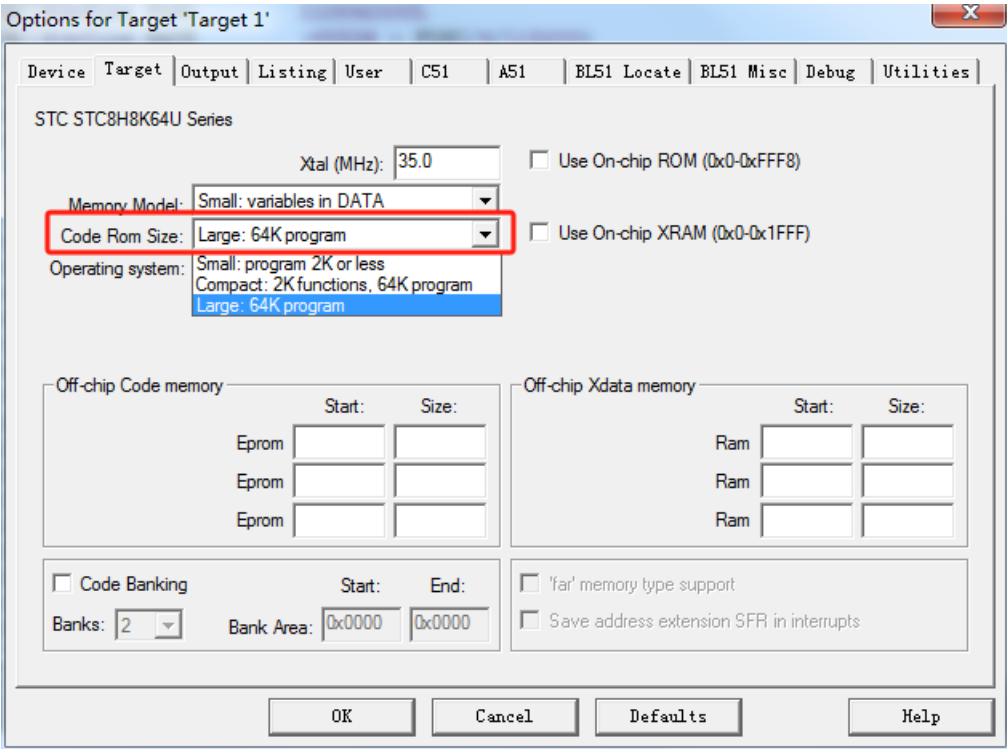 Options for Target 'Target 1'
Device Target Output Listing User C51 A51 BL51 Locate BL51 Misc Debug Utilities
STC STC8H8K64U Series
Xtal (MHz): 35.0 Use On-chip ROM (0x0-0xFFF8)
Memory Model: Small: variables in DATA
Code Rom Size: Large: 64K program Use On-chip XRAM (0x0-0x1FFF)
Operating system: Small: program 2K or less
Compact: 2K functions, 64K program
Large: 64K program
Off-chip Code memory
Start: Size:
Eprom
Eprom
Eprom
Off-chip Xdata memory
Start: Size:
Ram
Ram
Ram
Code Banking Start: End:
Banks: 2 Bank Area: 0x0000 0x0000
'far' memory type support
Save address extension SFR in interrupts
OK Cancel Defaults Help